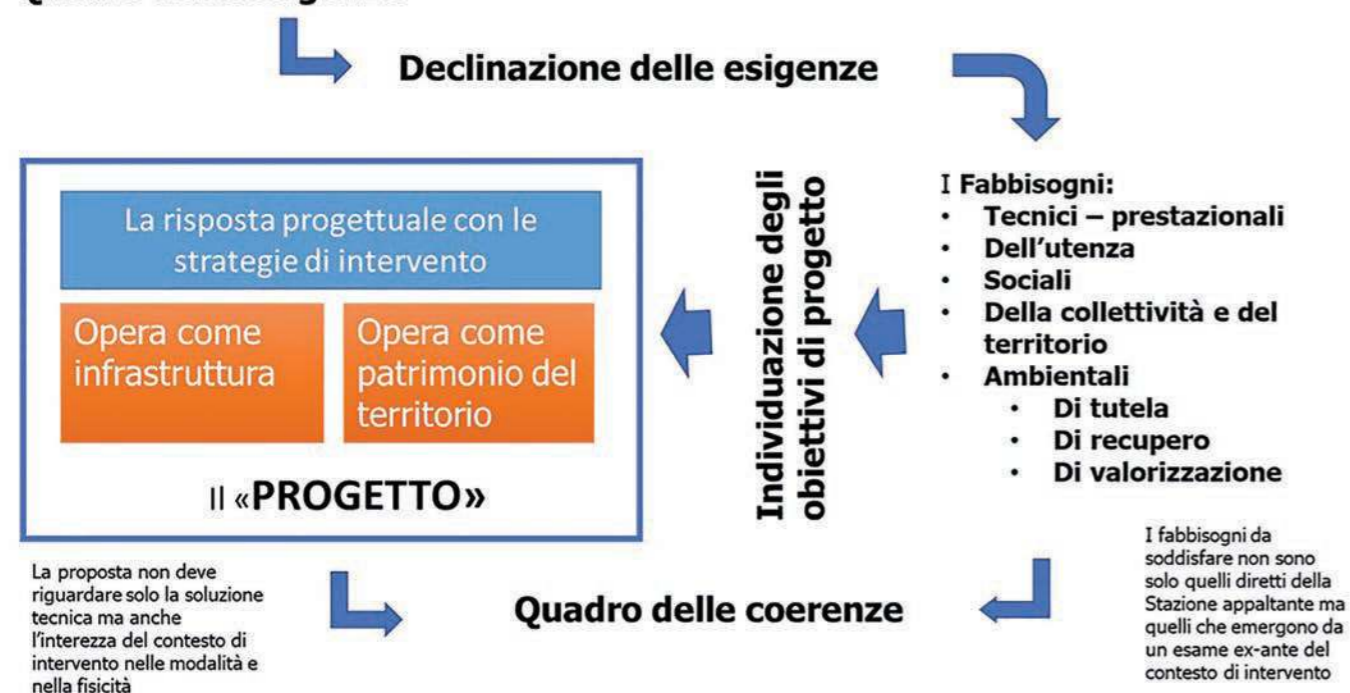 Declinazione delle esigenze
La risposta progettuale con le
strategie di intervento
Opera come
infrastruttura
Opera come
patrimonio del
territorio
Il «PROGETTO»
Individuazione degli
obiettivi di progetto
I Fabbisogni:
• Tecnici – prestazionali
• Dell'utenza
• Sociali
• Della collettività e del
territorio
• Ambientali
• Di tutela
• Di recupero
• Di valorizzazione
La proposta non deve
riguardare solo la soluzione
tecnica ma anche
l'interezza del contesto di
intervento nelle modalità e
nella fisicità
Quadro delle coerenze
I fabbisogni da
soddisfare non sono
solo quelli diretti della
Stazione appaltante ma
quelli che emergono da
un esame ex-ante del
contesto di intervento